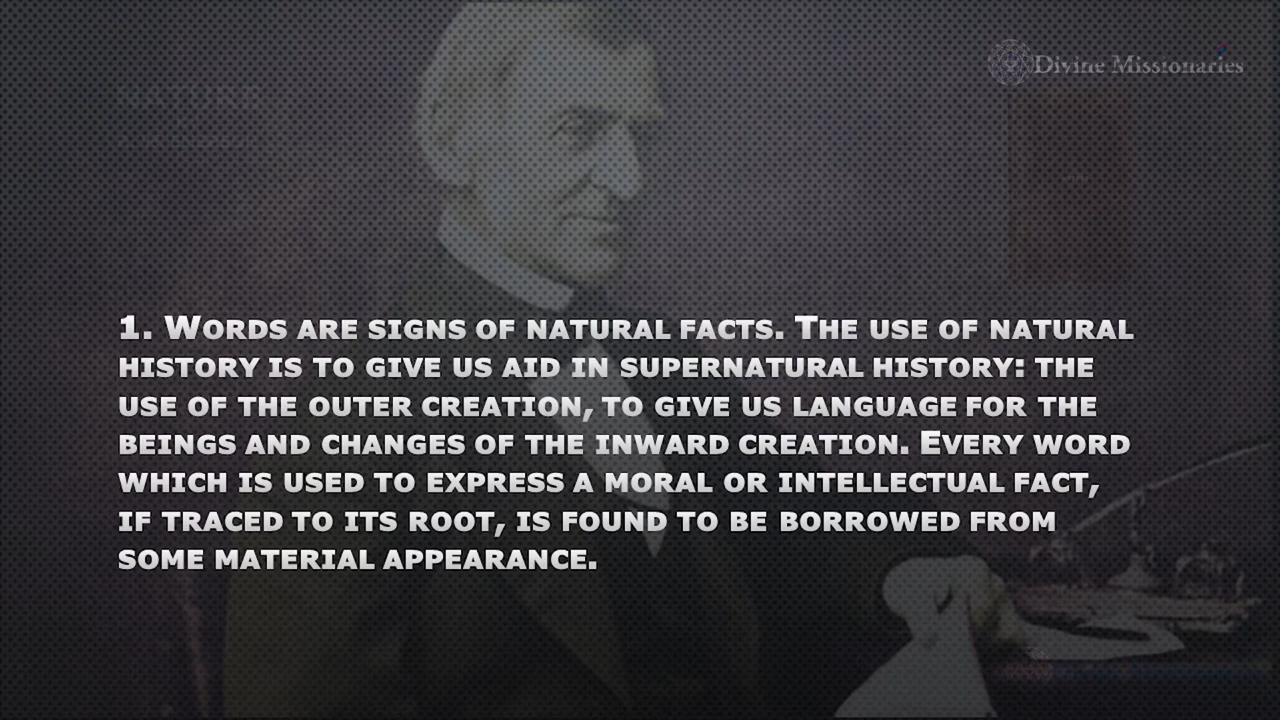 Divine Missionaries
NATURE
1. Words are signs of natural facts. The use of natural
history is to give us aid in supernatural history: the
use of the outer creation, to give us language for the
beings and changes of the inward creation. Every word
which is used to express a moral or intellectual fact,
if traced to its root, is found to be borrowed from
some material appearance.